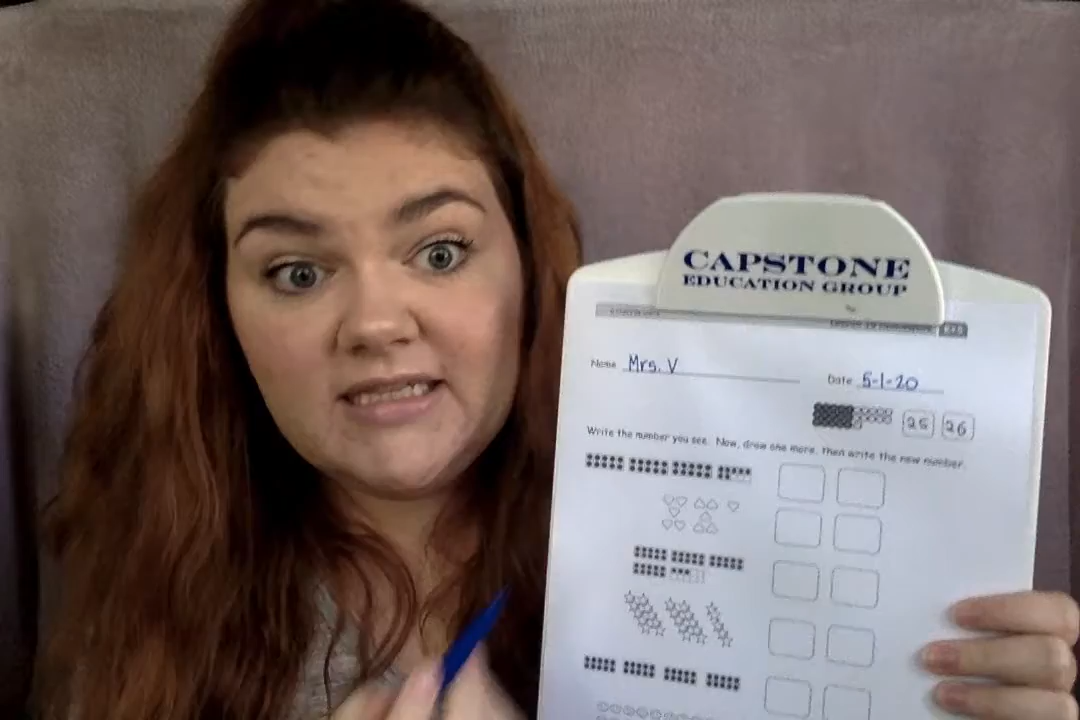 CAPSTONE
EDUCATION GROUP
Name Mrs. V
Date 5-1-20
25 26
Write the number you see. Now, draw one more, then write the new number.